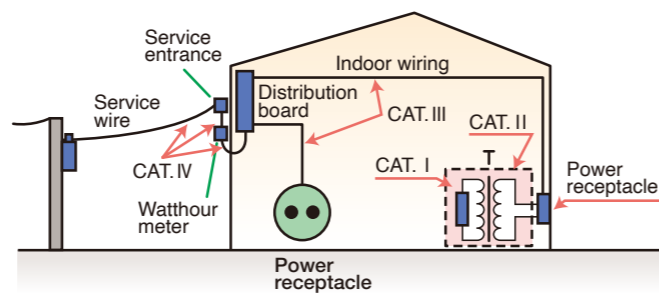 Service
entrance
Indoor wiring
Service
wire
Distribution
board
CAT. III
CAT. II
CAT. IV
CAT. I
T
Power
receptacle
Watthour
meter
Power
receptacle